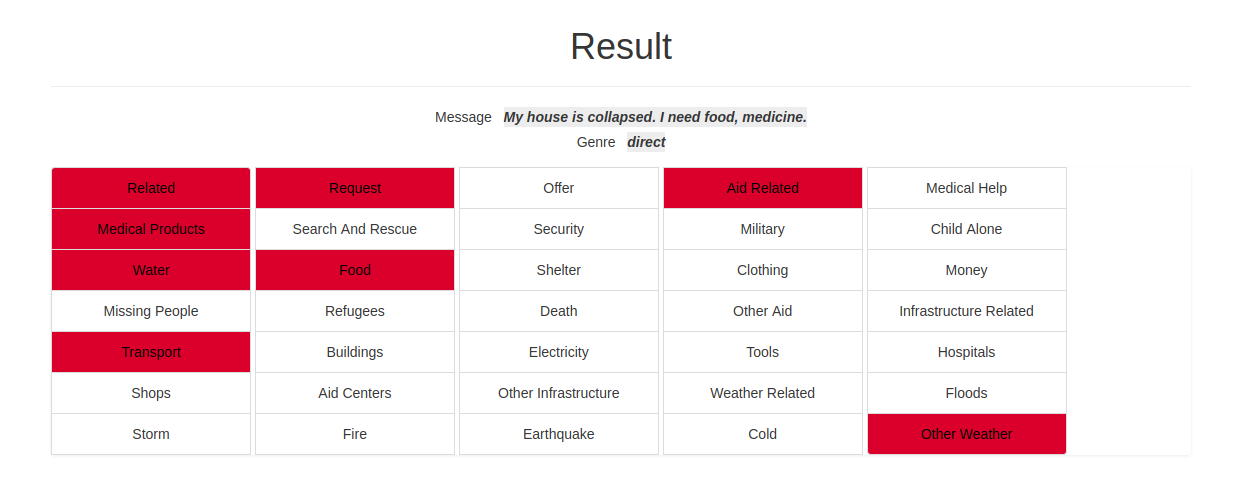 Result
Message My house is collapsed. I need food, medicine.
Genre direct
Related Request Offer Aid Related Medical Help
Medical Products Search And Rescue Security Military Child Alone
Water Food Shelter Clothing Money
Missing People Refugees Death Other Aid Infrastructure Related
Transport Buildings Electricity Tools Hospitals
Shops Aid Centers Other Infrastructure Weather Related Floods
Storm Fire Earthquake Cold Other Weather